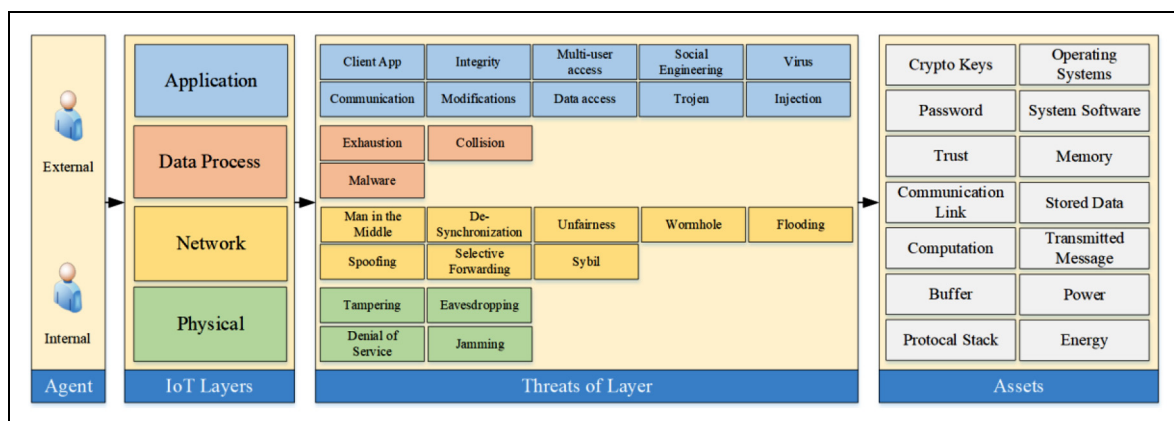 External
Internal
Agent
Application
Data Process
Network
Physical
IoT Layers
Client App
Integrity
Multi-user
access
Social
Engineering
Virus
Communication
Modifications
Data access
Trojen
Injection
Exhaustion
Collision
Malware
Man in the
Middle
De-
Synchronization
Unfairness
Wormhole
Flooding
Spoofing
Selective
Forwarding
Sybil
Tampering
Eavesdropping
Denial of
Service
Jamming
Threats of Layer
Crypto Keys
Operating
Systems
Password
System Software
Trust
Memory
Communication
Link
Stored Data
Computation
Transmitted
Message
Buffer
Power
Protocal Stack
Energy
Assets